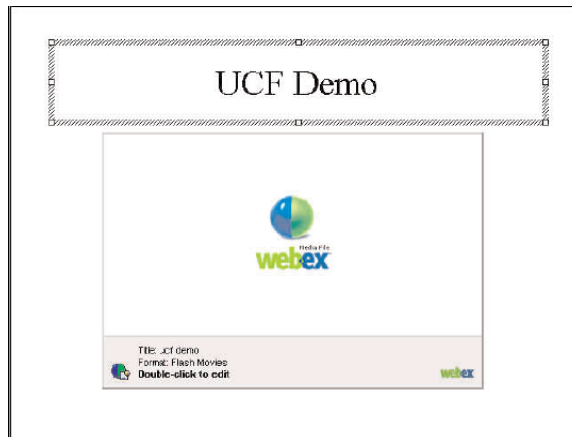 UCF Demo
Media File
webex
Title: ucf demo
Format: Flash Movies
Double-click to edit
webex